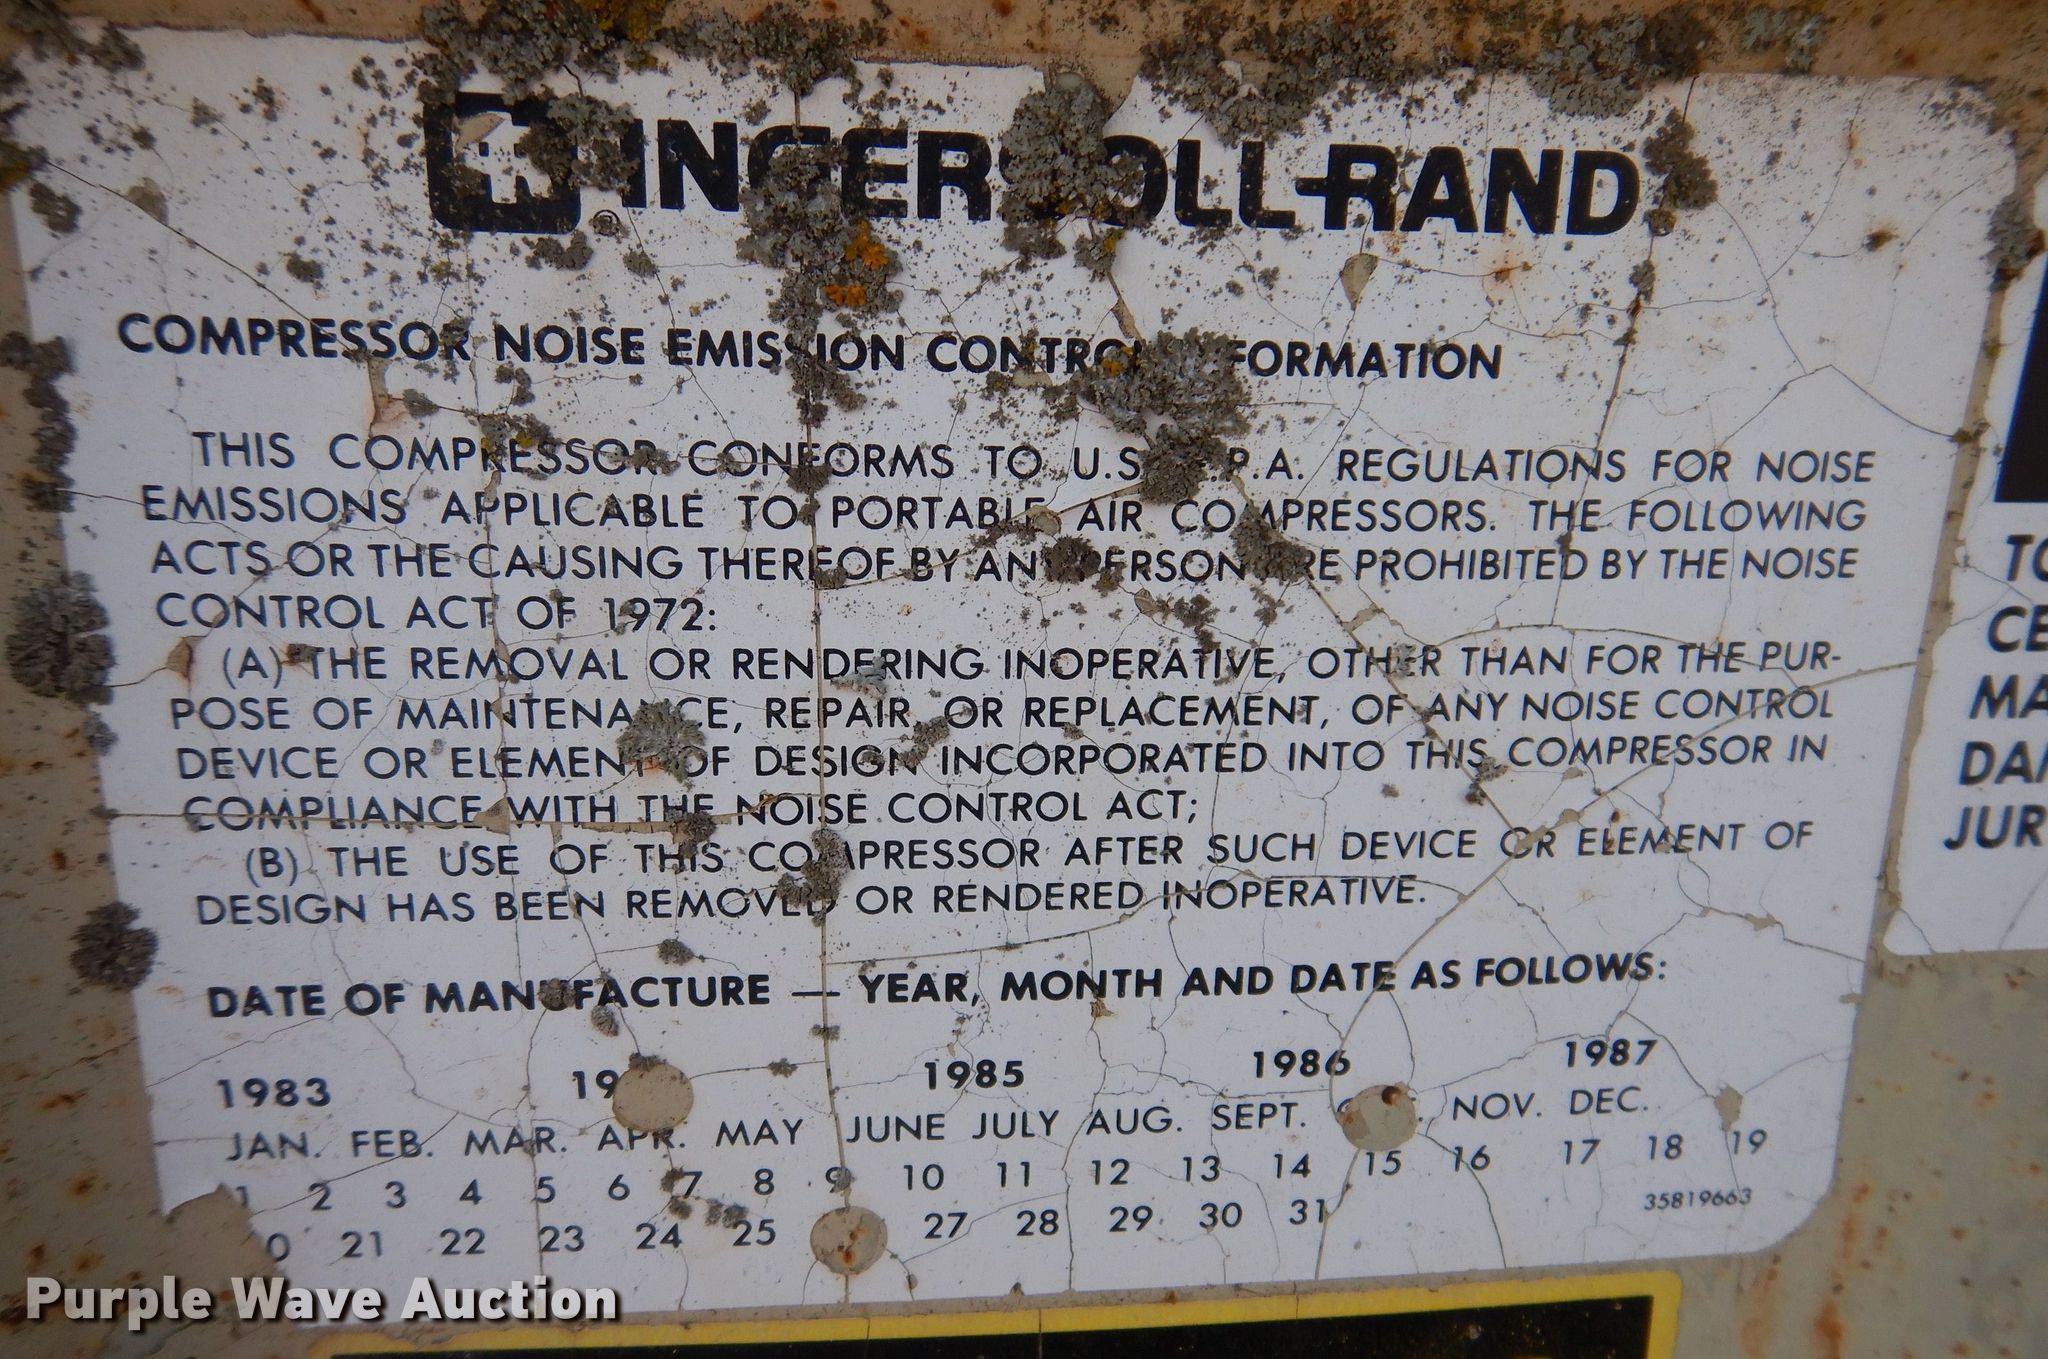 INGERSOLL-RAND
®
COMPRESSOR NOISE EMISSION CONTROL INFORMATION
THIS COMPRESSOR CONFORMS TO U.S. E.P.A. REGULATIONS FOR NOISE
EMISSIONS APPLICABLE TO PORTABLE AIR COMPRESSORS. THE FOLLOWING
ACTS OR THE CAUSING THEREOF BY ANY PERSON ARE PROHIBITED BY THE NOISE
CONTROL ACT OF 1972:
(A) THE REMOVAL OR RENDERING INOPERATIVE, OTHER THAN FOR THE PUR-
POSE OF MAINTENANCE, REPAIR, OR REPLACEMENT, OF ANY NOISE CONTROL
DEVICE OR ELEMENT OF DESIGN INCORPORATED INTO THIS COMPRESSOR IN
COMPLIANCE WITH THE NOISE CONTROL ACT;
(B) THE USE OF THIS COMPRESSOR AFTER SUCH DEVICE OR ELEMENT OF
DESIGN HAS BEEN REMOVED OR RENDERED INOPERATIVE.
DATE OF MANUFACTURE — YEAR, MONTH AND DATE AS FOLLOWS:
1983 19 1985 1986 1987
JAN. FEB. MAR. APR. MAY JUNE JULY AUG. SEPT. NOV. DEC.
1 2 3 4 5 6 7 8 9 10 11 12 13 14 15 16 17 18 19
0 21 22 23 24 25 27 28 29 30 31
35819663
TO
CE
MA
DAM
JUR
Purple Wave Auction